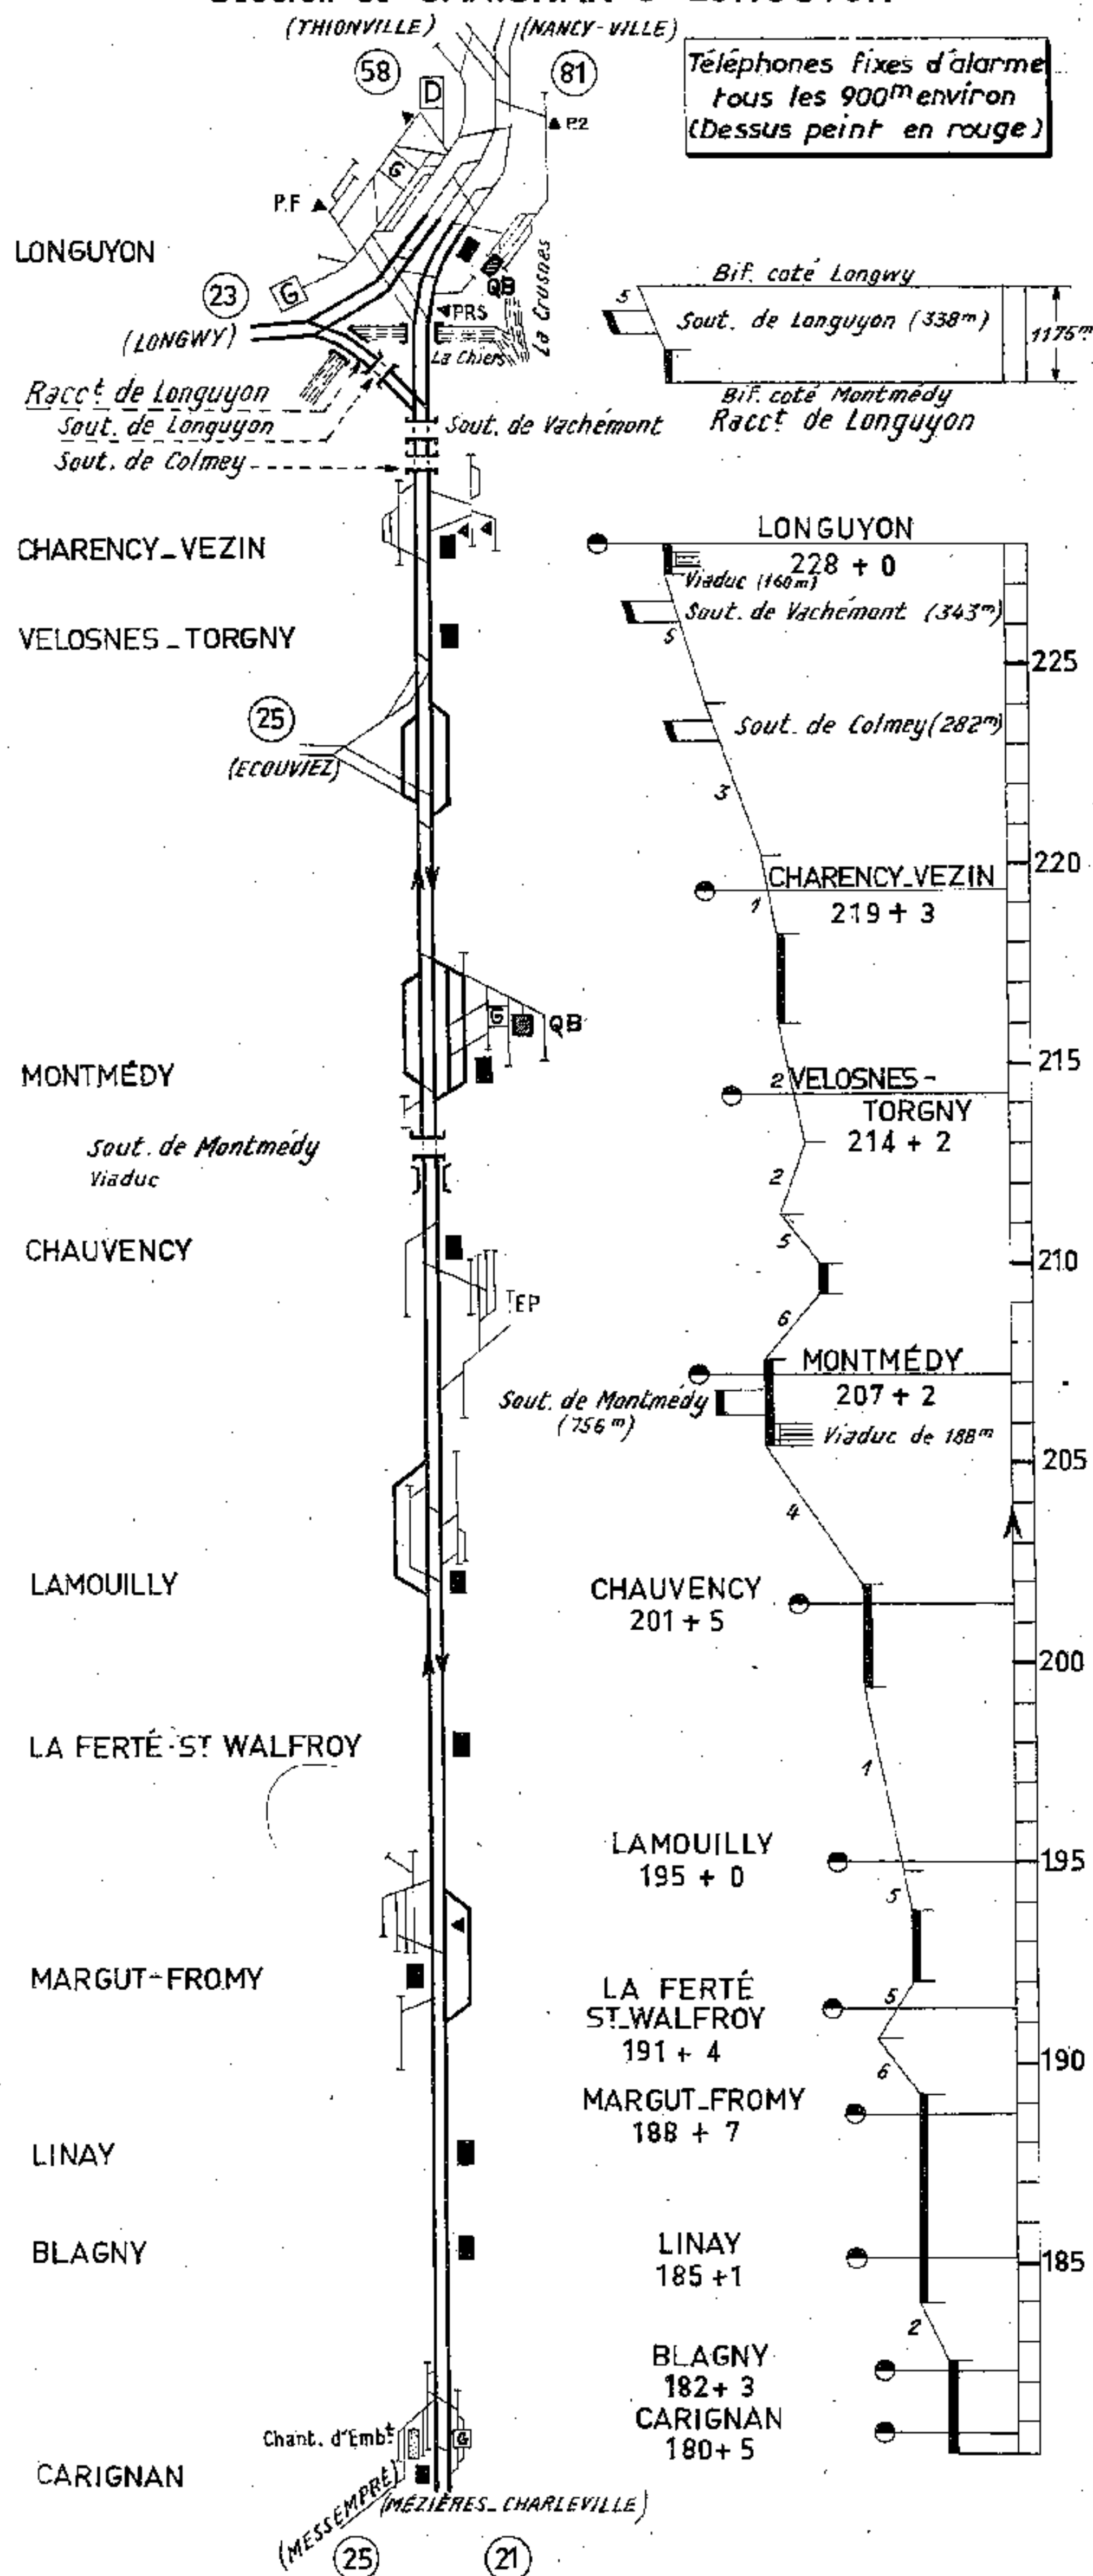 (THIONVILLE)
(NANCY-VILLE)
58
81
Téléphones fixes d'alarme
tous les 900m environ
(Dessus peint en rouge)
D
P.2
G
P.F
LONGUYON
QB
La Crusnes
23
G
PRS
(LONGWY)
La Chiers
Racct de Longuyon
Sout. de Longuyon
Sout. de Vachémont
Sout. de Colmey
Bif. coté Longwy
5
Sout. de Longuyon (338m)
1175m
Bif. coté Montmédy
Racct de Longuyon
CHARENCY_VEZIN
VELOSNES_TORGNY
25
(ECOUVIEZ)
G
QB
MONTMÉDY
Sout. de Montmédy
Viaduc
CHAUVENCY
EP
LAMOUILLY
LA FERTÉ-ST WALFROY
MARGUT-FROMY
LINAY
BLAGNY
Chant. d'Embt
G
CARIGNAN
(MESSEMPRÉ)
(MÉZIÈRES_CHARLEVILLE)
25
21
LONGUYON
228 + 0
Viaduc (160m)
Sout. de Vachémont (343m)
5
225
Sout. de Colmey (282m)
3
220
CHARENCY_VEZIN
1
219 + 3
215
2
VELOSNES-
TORGNY
214 + 2
2
5
210
6
MONTMÉDY
207 + 2
Sout. de Montmédy
(756m)
Viaduc de 188m
205
4
CHAUVENCY
201 + 5
200
1
LAMOUILLY
195 + 0
195
5
LA FERTÉ
ST_WALFROY
191 + 4
5
190
6
MARGUT_FROMY
188 + 7
LINAY
185 +1
185
2
BLAGNY
182+ 3
CARIGNAN
180+ 5